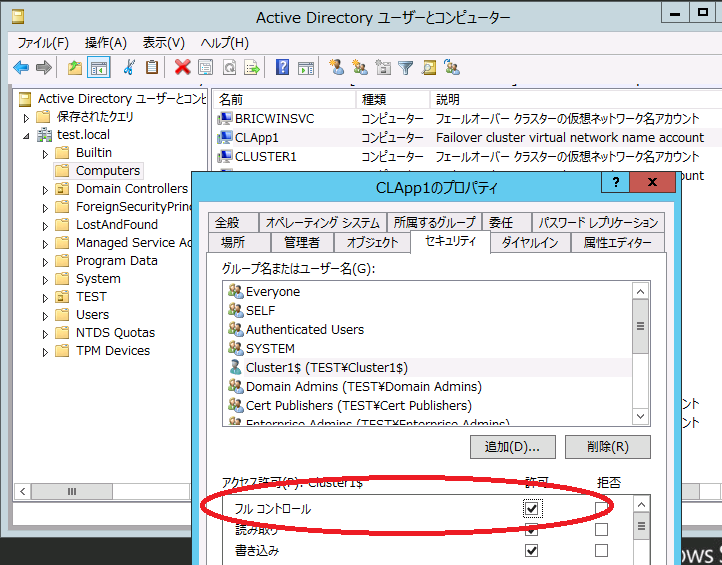 Active Directory ユーザーとコンピューター
ファイル(F) 操作(A) 表示(V) ヘルプ(H)
Active Directory ユーザーとコンピ
保存されたクエリ
test.local
Builtin
Computers
Domain Controllers
ForeignSecurityPrinc
LostAndFound
Managed Service Ac
Program Data
System
TEST
Users
NTDS Quotas
TPM Devices
名前 種類 説明
BRICWINSVC コンピューター フェールオーバー クラスターの仮想ネットワーク名アカウント
CLApp1 コンピューター Failover cluster virtual network name account
CLUSTER1 コンピューター フェールオーバー クラスターの仮想ネットワーク名アカウント
account
CLApp1のプロパティ
? x
全般 オペレーティング システム 所属するグループ 委任 パスワード レプリケーション
場所 管理者 オブジェクト セキュリティ ダイヤルイン 属性エディター
グループ名またはユーザー名(G):
Everyone
SELF
Authenticated Users
SYSTEM
Cluster1$ (TEST¥Cluster1$)
Domain Admins (TEST¥Domain Admins)
Cert Publishers (TEST¥Cert Publishers)
Enterprise Admins (TEST¥Enterprise Admins)
ント
ント
追加(D)... 削除(R)
アクセス許可(P): Cluster1$ 許可 拒否
フル コントロール
読み取り
書き込み
ows S